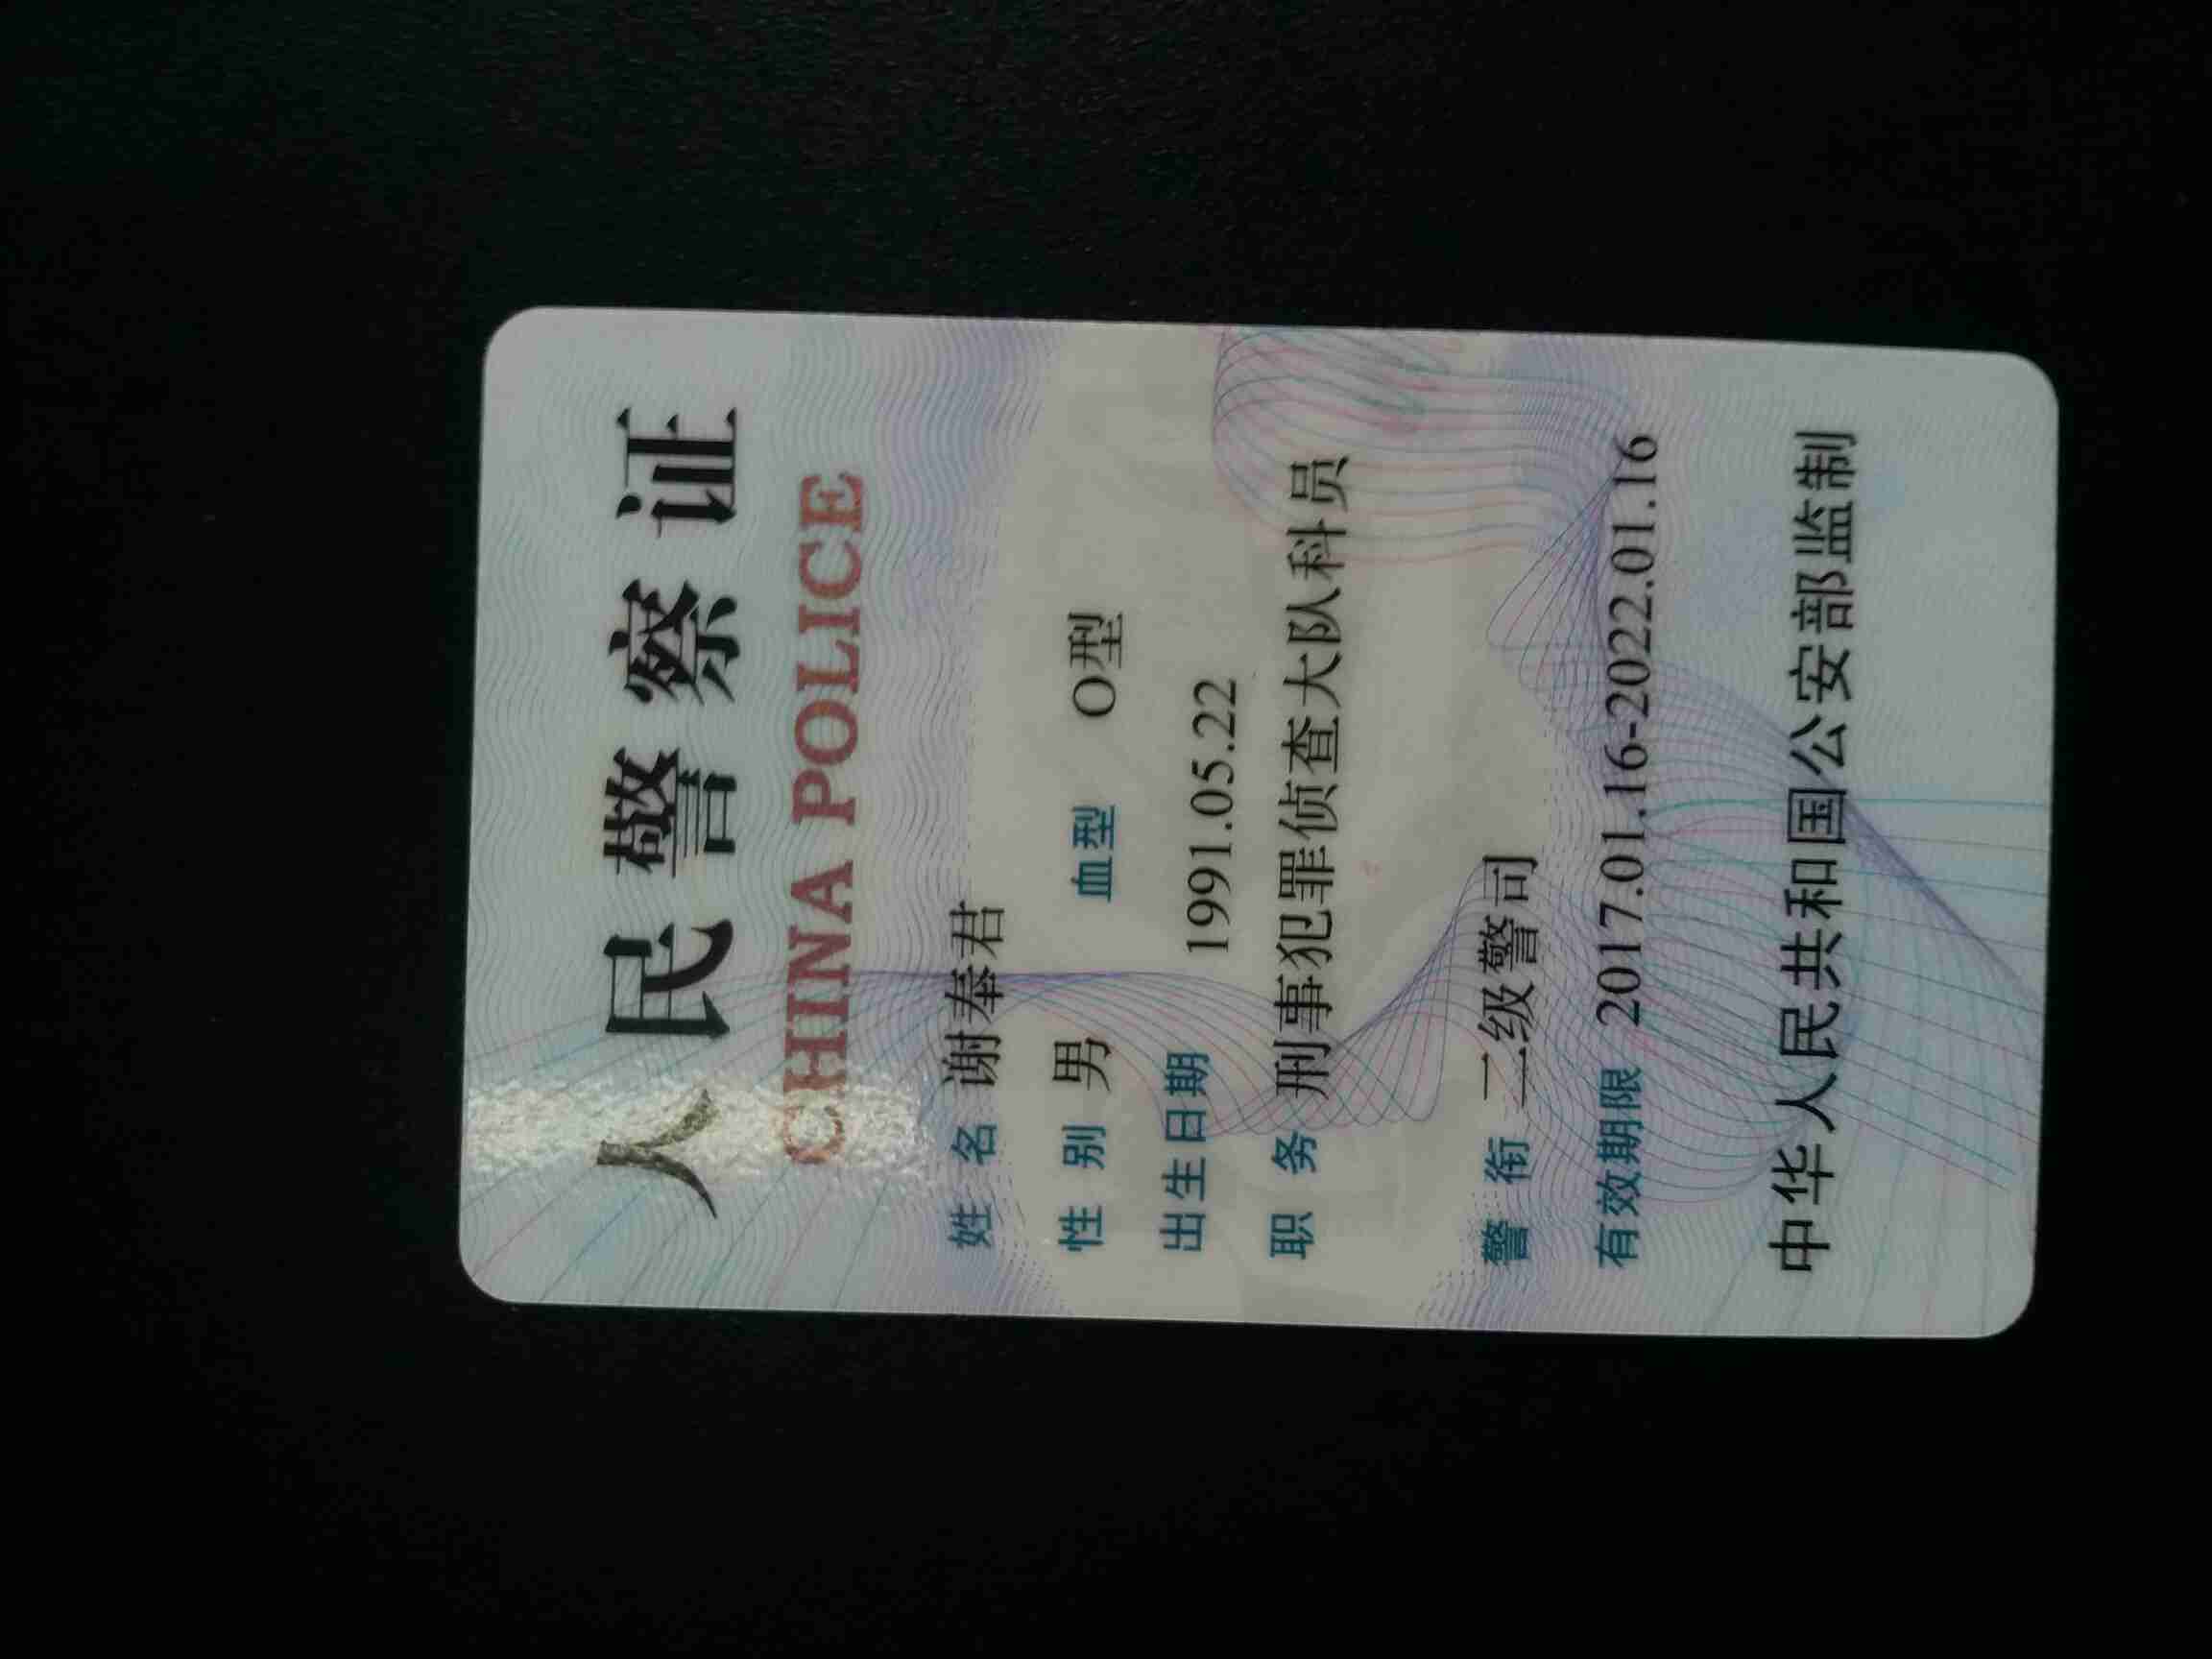 人民警察证
CHINA POLICE
姓 名 谢奉君
性 别 男 血型 O型
出生日期 1991.05.22
职 务 刑事犯罪侦查大队科员
警 衔 二级警司
有效期限 2017.01.16-2022.01.16
中华人民共和国公安部监制